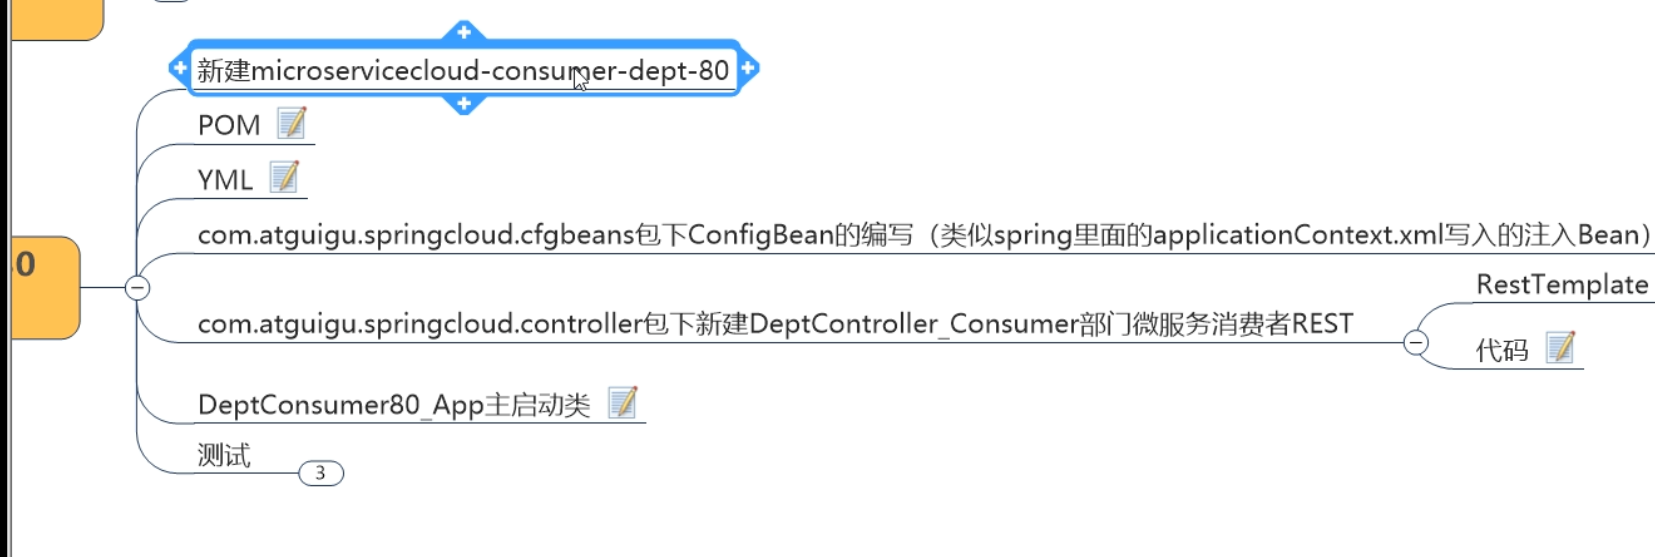 新建microservicecloud-consumer-dept-80
POM
YML
com.atguigu.springcloud.cfgbeans包下ConfigBean的编写（类似spring里面的applicationContext.xml写入的注入Bean）
0
RestTemplate
com.atguigu.springcloud.controller包下新建DeptController_Consumer部门微服务消费者REST
代码
DeptConsumer80_App主启动类
测试
3